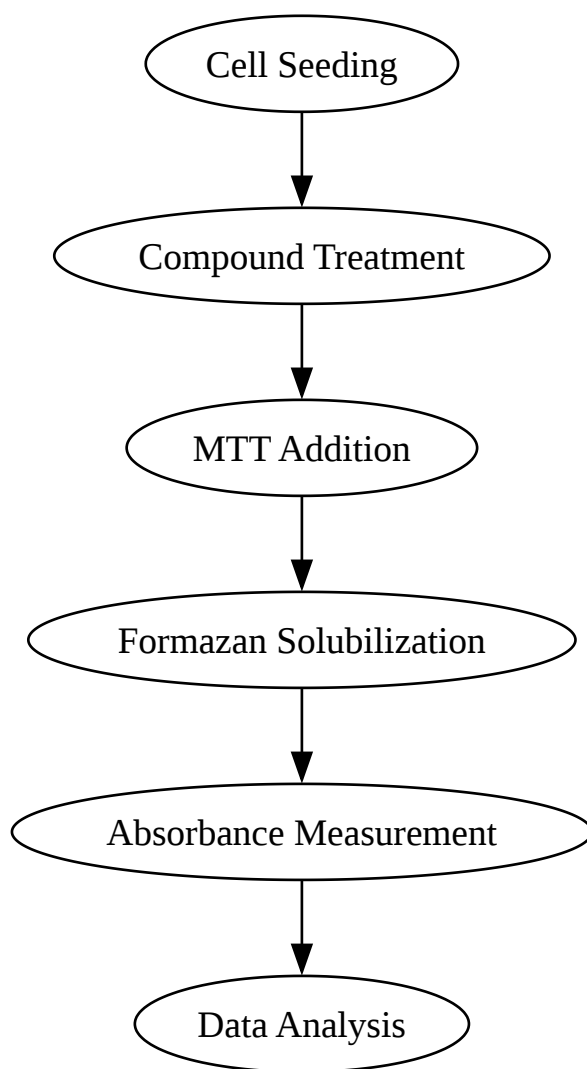 Cell Seeding
Compound Treatment
MTT Addition
Formazan Solubilization
Absorbance Measurement
Data Analysis